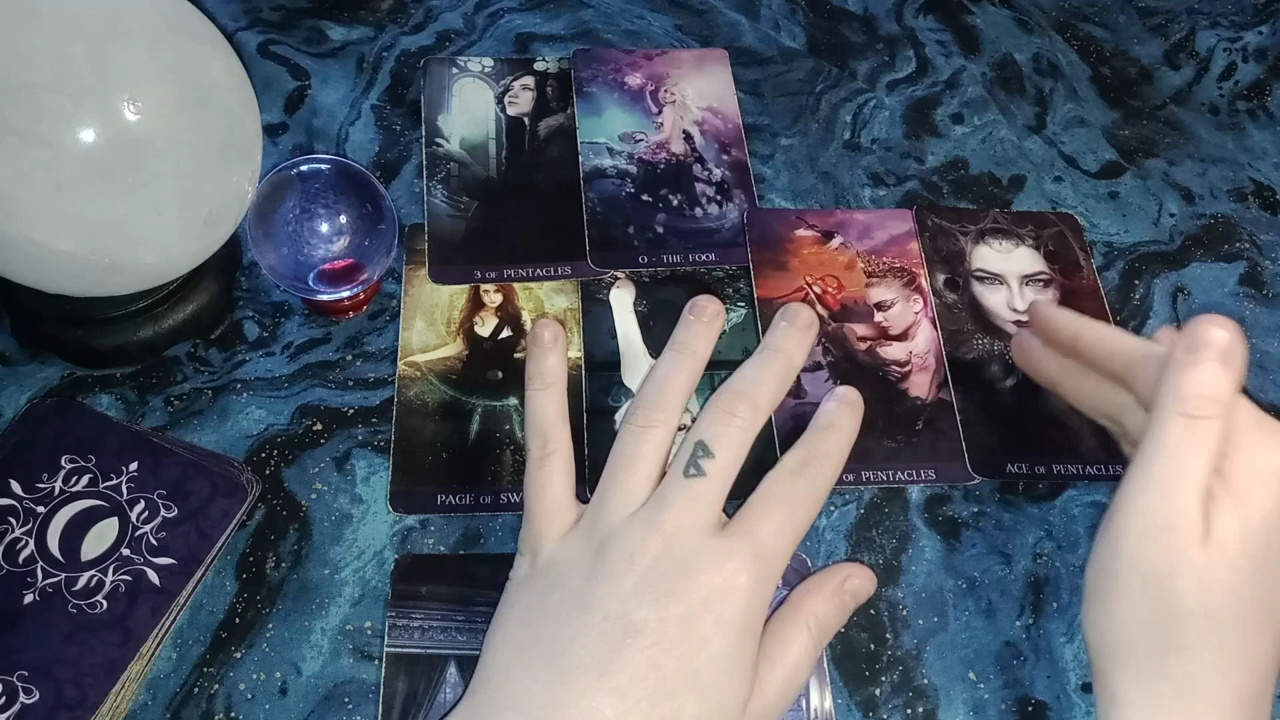 3 OF PENTACLES
0 - THE FOOL
PAGE OF SW
OF PENTACLES
ACE OF PENTACLES